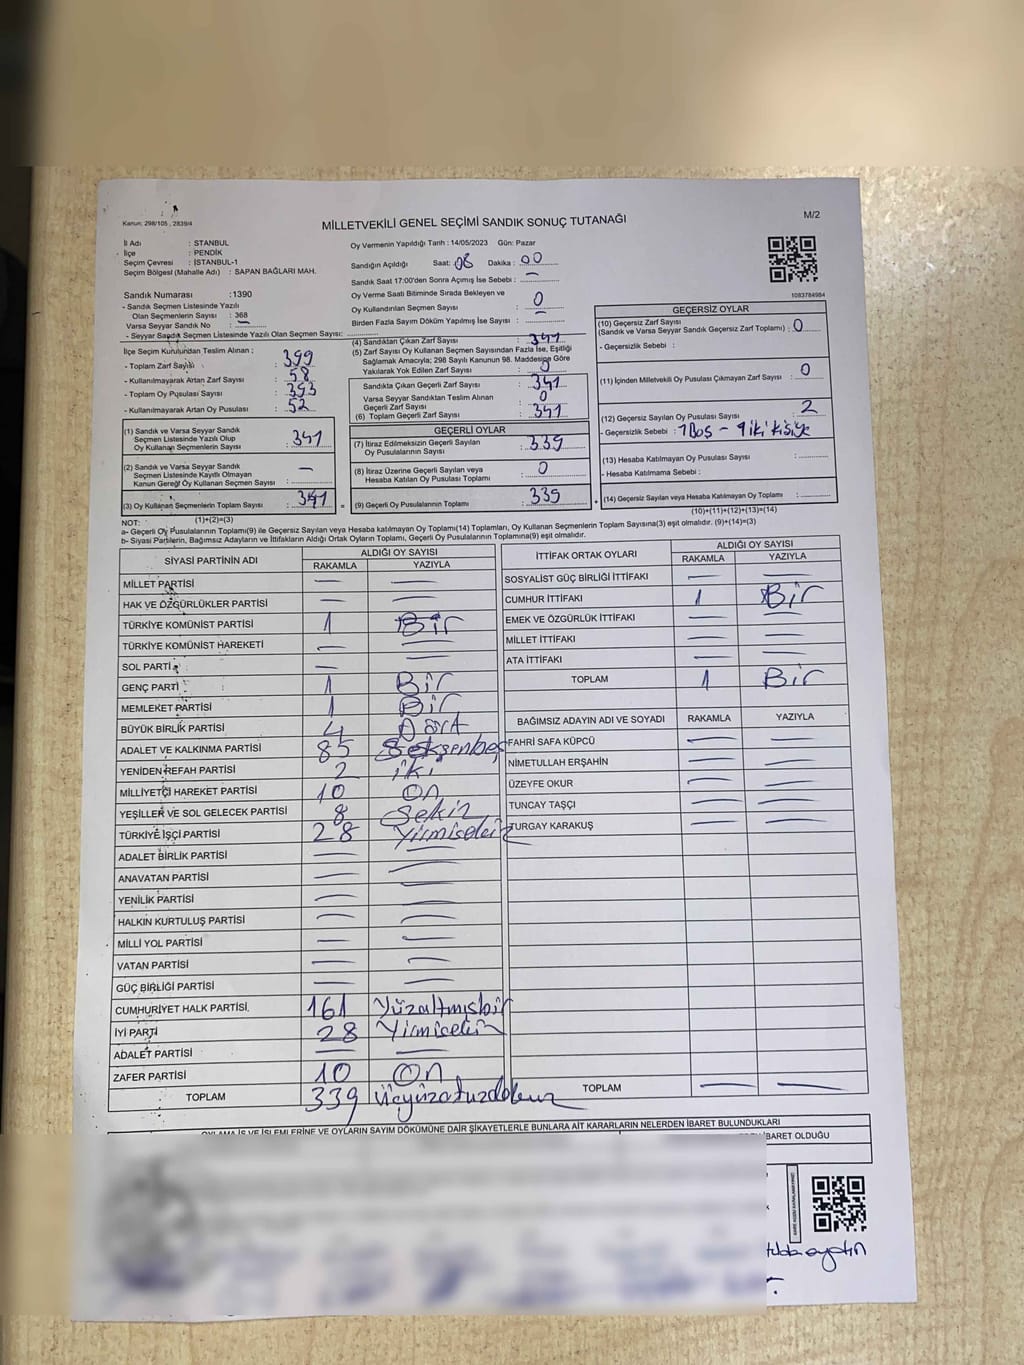 Kanun: 298/105 , 2839/4
MİLLETVEKİLİ GENEL SEÇİMİ SANDIK SONUÇ TUTANAĞI
M/2
İl Adı : STANBUL
İlçe : PENDİK
Seçim Çevresi : İSTANBUL-1
Seçim Bölgesi (Mahalle Adı) : SAPAN BAĞLARI MAH.
Oy Vermenin Yapıldığı Tarih : 14/05/2023 Gün: Pazar
Sandığın Açıldığı Saat: 08 Dakika : 00
Sandık Saat 17:00'den Sonra Açılmış İse Sebebi : —
Oy Verme Saati Bitiminde Sırada Bekleyen ve
Oy Kullandırılan Seçmen Sayısı : 0
Birden Fazla Sayım Döküm Yapılmış İse Sayısı :
1083784984
Sandık Numarası :1390
- Sandık Seçmen Listesinde Yazılı
Olan Seçmenlerin Sayısı : 368
Varsa Seyyar Sandık No : —
- Seyyar Sandık Seçmen Listesinde Yazılı Olan Seçmen Sayısı:
İlçe Seçim Kurulundan Teslim Alınan ;
- Toplam Zarf Sayısı : 399
- Kullanılmayarak Artan Zarf Sayısı : 58
- Toplam Oy Pusulası Sayısı : 393
- Kullanılmayarak Artan Oy Pusulası : 52
(1) Sandık ve Varsa Seyyar Sandık
Seçmen Listesinde Yazılı Olup
Oy Kullanan Seçmenlerin Sayısı : 341
(2) Sandık ve Varsa Seyyar Sandık
Seçmen Listesinde Kayıtlı Olmayan
Kanun Gereği Oy Kullanan Seçmen Sayısı : —
(3) Oy Kullanan Seçmenlerin Toplam Sayısı : 341
(1)+(2)=(3)
(4) Sandıktan Çıkan Zarf Sayısı : 341
(5) Zarf Sayısı Oy Kullanan Seçmen Sayısından Fazla İse, Eşitliği
Sağlamak Amacıyla; 298 Sayılı Kanunun 98. Maddesine Göre
Yakılarak Yok Edilen Zarf Sayısı : 0
Sandıkta Çıkan Geçerli Zarf Sayısı : 341
Varsa Seyyar Sandıktan Teslim Alınan
Geçerli Zarf Sayısı : 0
(6) Toplam Geçerli Zarf Sayısı : 341
GEÇERLİ OYLAR
(7) İtiraz Edilmeksizin Geçerli Sayılan
Oy Pusulasının Sayısı : 339
(8) İtiraz Üzerine Geçerli Sayılan veya
Hesaba Katılan Oy Pusulası Toplamı : 0
(9) Geçerli Oy Pusulalarının Toplamı : 339
GEÇERSİZ OYLAR
(10) Geçersiz Zarf Sayısı
(Sandık ve Varsa Seyyar Sandık Geçersiz Zarf Toplamı) : 0
- Geçersizlik Sebebi :
(11) İçinden Milletvekili Oy Pusulası Çıkmayan Zarf Sayısı : 0
(12) Geçersiz Sayılan Oy Pusulası Sayısı : 2
- Geçersizlik Sebebi : 1 Boş - 1 iki kişiye
(13) Hesaba Katılmayan Oy Pusulası Sayısı :
- Hesaba Katılmama Sebebi :
(14) Geçersiz Sayılan veya Hesaba Katılmayan Oy Toplamı :
(10)+(11)+(12)+(13)=(14)
NOT:
a- Geçerli Oy Pusulalarının Toplamı(9) ile Geçersiz Sayılan veya Hesaba katılmayan Oy Toplamı(14) Toplamları, Oy Kullanan Seçmenlerin Toplam Sayısına(3) eşit olmalıdır. (9)+(14)=(3)
b- Siyasi Partilerin, Bağımsız Adayların ve İttifakların Aldığı Ortak Oyların Toplamı, Geçerli Oy Pusulalarının Toplamına(9) eşit olmalıdır.
SİYASİ PARTİNİN ADI ALDIĞI OY SAYISI
RAKAMLA YAZIYLA
MİLLET PARTİSİ — —
HAK VE ÖZGÜRLÜKLER PARTİSİ — —
TÜRKİYE KOMÜNİST PARTİSİ 1 Bir
TÜRKİYE KOMÜNİST HAREKETİ — —
SOL PARTİ — —
GENÇ PARTİ 1 Bir
MEMLEKET PARTİSİ 1 Bir
BÜYÜK BİRLİK PARTİSİ 4 Dört
ADALET VE KALKINMA PARTİSİ 85 Seksenbeş
YENİDEN REFAH PARTİSİ 2 iki
MİLLİYETÇİ HAREKET PARTİSİ 10 On
YEŞİLLER VE SOL GELECEK PARTİSİ 8 Sekiz
TÜRKİYE İŞÇİ PARTİSİ 28 Yirmisekiz
ADALET BİRLİK PARTİSİ — —
ANAVATAN PARTİSİ — —
YENİLİK PARTİSİ — —
HALKIN KURTULUŞ PARTİSİ — —
MİLLİ YOL PARTİSİ — —
VATAN PARTİSİ — —
GÜÇ BİRLİĞİ PARTİSİ — —
CUMHURİYET HALK PARTİSİ 161 Yüzaltmışbir
İYİ PARTİ 28 Yirmisekiz
ADALET PARTİSİ — —
ZAFER PARTİSİ 10 On
TOPLAM 339 Üçyüzotuzdokuz
İTTİFAK ORTAK OYLARI ALDIĞI OY SAYISI
RAKAMLA YAZIYLA
SOSYALİST GÜÇ BİRLİĞİ İTTİFAKI — —
CUMHUR İTTİFAKI 1 Bir
EMEK VE ÖZGÜRLÜK İTTİFAKI — —
MİLLET İTTİFAKI — —
ATA İTTİFAKI — —
TOPLAM 1 Bir
BAĞIMSIZ ADAYIN ADI VE SOYADI RAKAMLA YAZIYLA
FAHRİ SAFA KÜPCÜ — —
NİMETULLAH ERŞAHİN — —
ÜZEYFE OKUR — —
TUNCAY TAŞÇI — —
TURGAY KARAKUŞ — —
TOPLAM — —
OYLAMA İŞ VE İŞLEMLERİNE VE OYLARIN SAYIM DÖKÜMÜNE DAİR ŞİKAYETLERLE BUNLARA AİT KARARLARIN NELERDEN İBARET BULUNDUKLARI
İBARET OLDUĞU